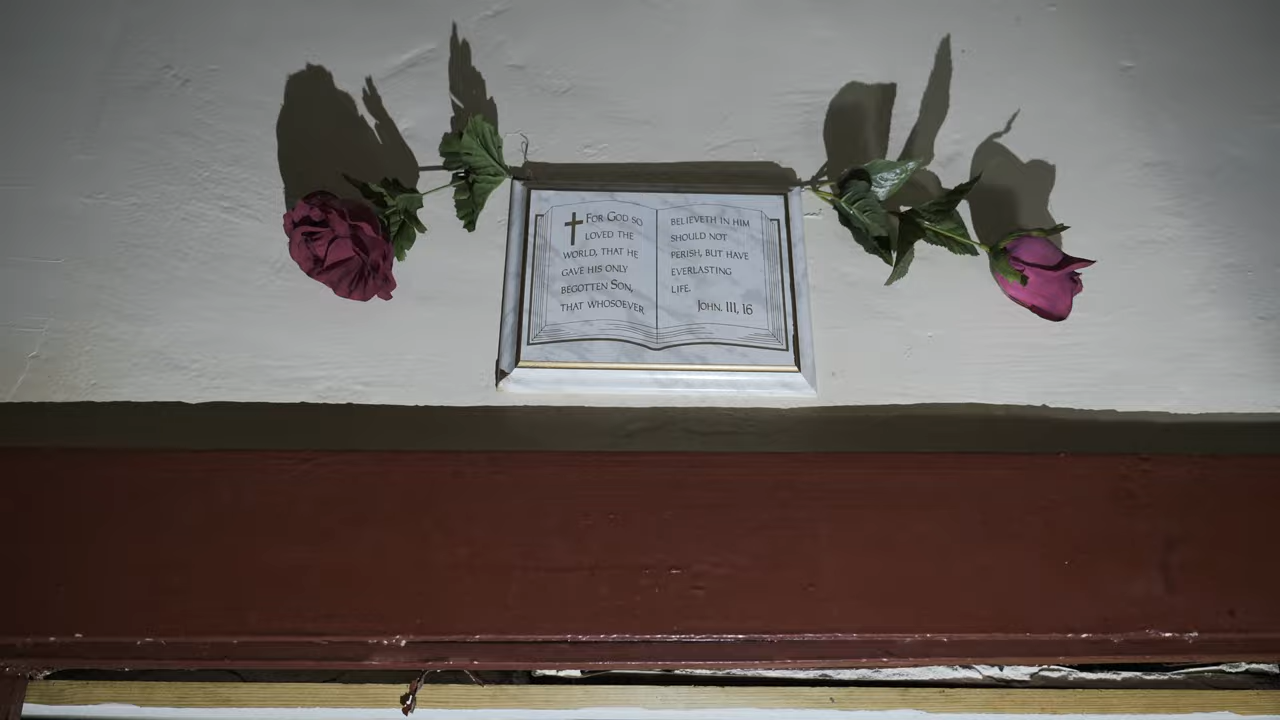 FOR GOD SO
LOVED THE
WORLD, THAT HE
GAVE HIS ONLY
BEGOTTEN SON,
THAT WHOSOEVER
BELIEVETH IN HIM
SHOULD NOT
PERISH, BUT HAVE
EVERLASTING
LIFE.
JOHN. III, 16